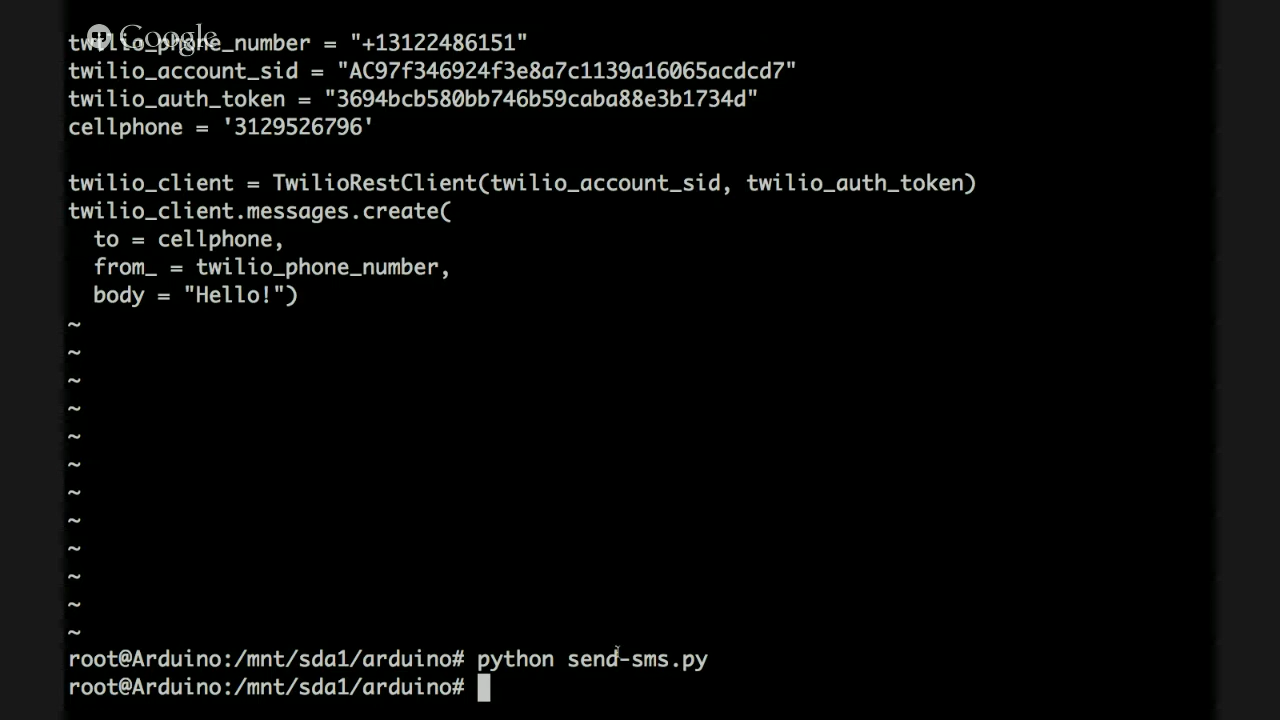 Google
twilio_phone_number = "+13122486151"
twilio_account_sid = "AC97f346924f3e8a7c1139a16065acdcd7"
twilio_auth_token = "3694bcb580bb746b59caba88e3b1734d"
cellphone = '3129526796'
twilio_client = TwilioRestClient(twilio_account_sid, twilio_auth_token)
twilio_client.messages.create(
  to = cellphone,
  from_ = twilio_phone_number,
  body = "Hello!")
~
~
~
~
~
~
~
~
~
~
~
~
root@Arduino:/mnt/sda1/arduino# python send-sms.py
root@Arduino:/mnt/sda1/arduino#